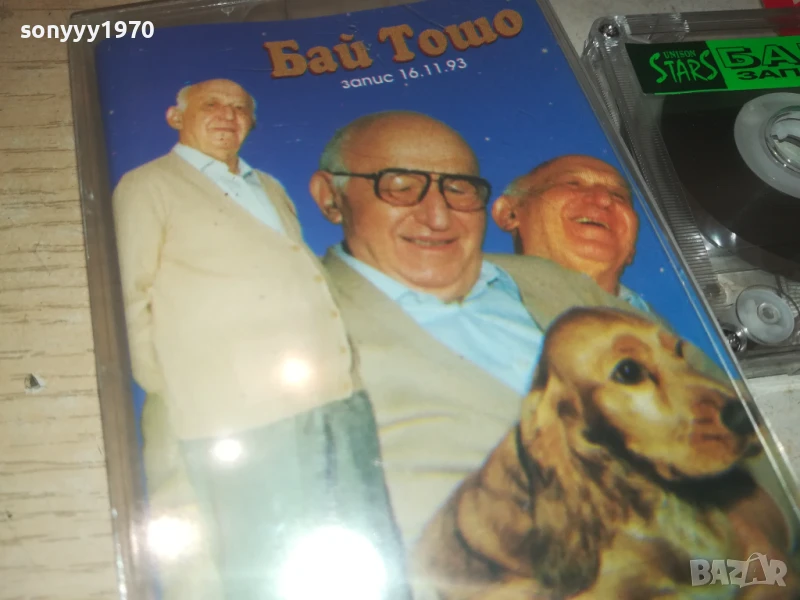 sonyyy1970
Бай Тошо
запис 16.11.93
UNISON
STARS
БА
ЗАП
BAZAR